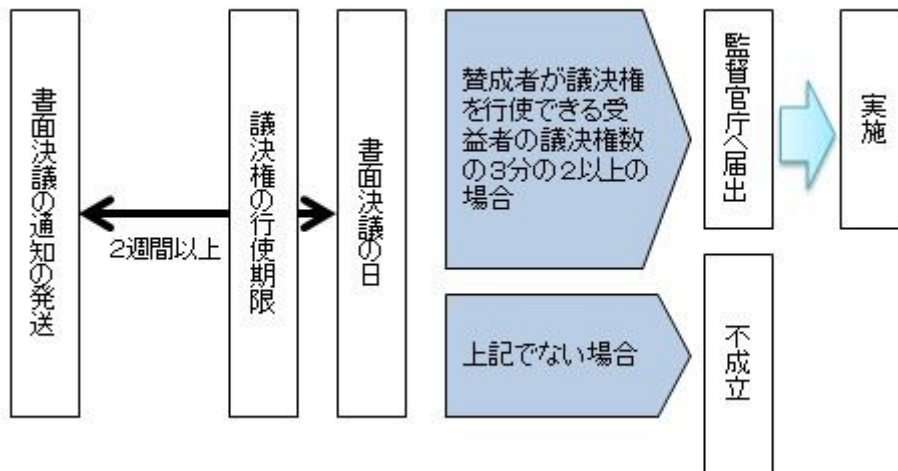 書面決議の通知の発送
2週間以上
議決権の行使期限
書面決議の日
賛成者が議決権
を行使できる受
益者の議決権数
の3分の2以上の
場合
監督官庁へ届出
実施
上記でない場合
不成立